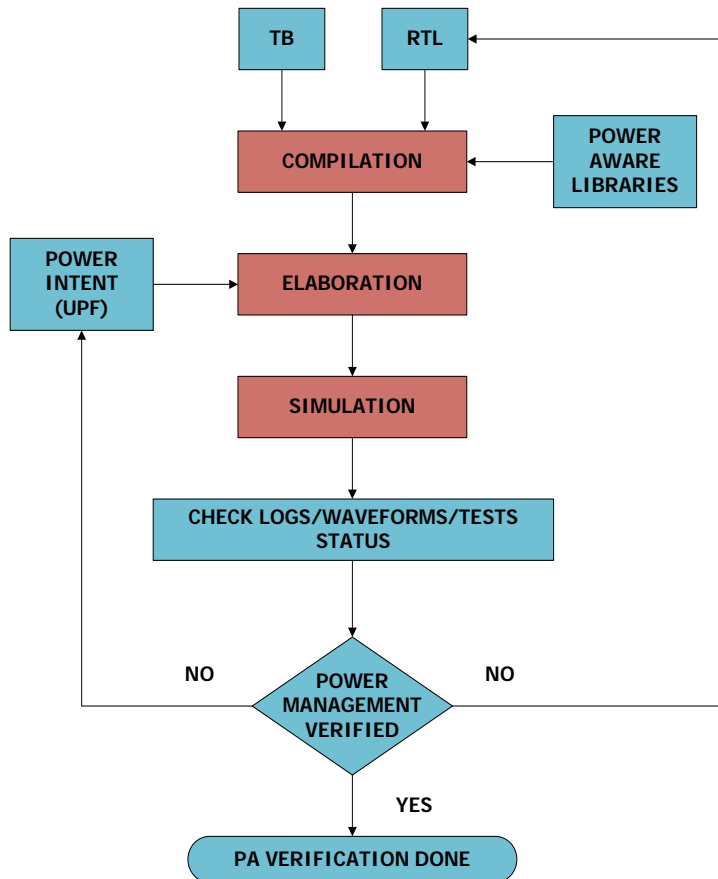 TB
RTL
COMPILATION
POWER
AWARE
LIBRARIES
POWER
INTENT
(UPF)
ELABORATION
SIMULATION
CHECK LOGS/WAVEFORMS/TESTS
STATUS
NO
POWER
MANAGEMENT
VERIFIED
NO
YES
PA VERIFICATION DONE